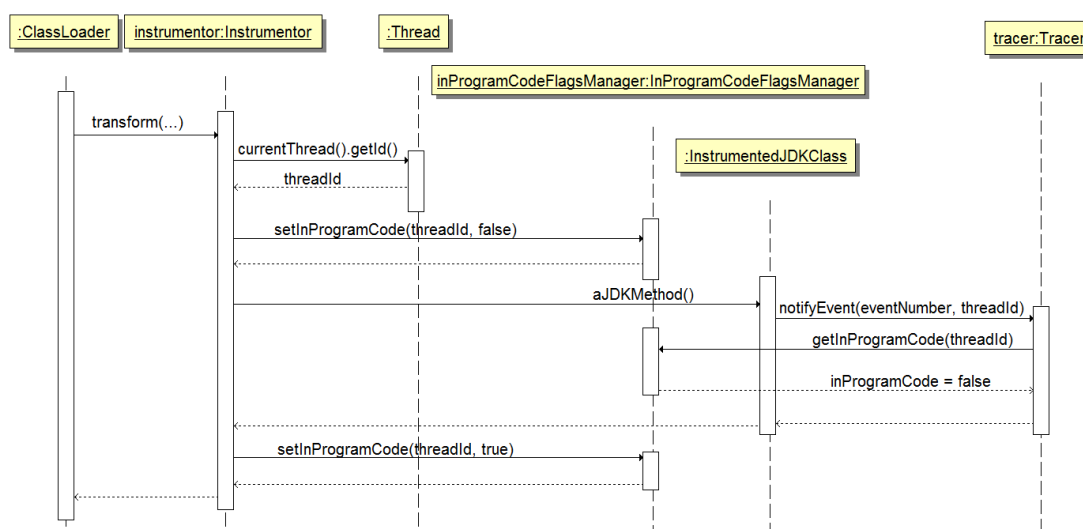 :ClassLoader
instrumentor:Instrumentor
:Thread
tracer:Tracer
inProgramCodeFlagsManager:InProgramCodeFlagsManager
transform(...)
currentThread().getId()
:InstrumentedJDKClass
threadId
setInProgramCode(threadId, false)
aJDKMethod()
notifyEvent(eventNumber, threadId)
getInProgramCode(threadId)
inProgramCode = false
setInProgramCode(threadId, true)